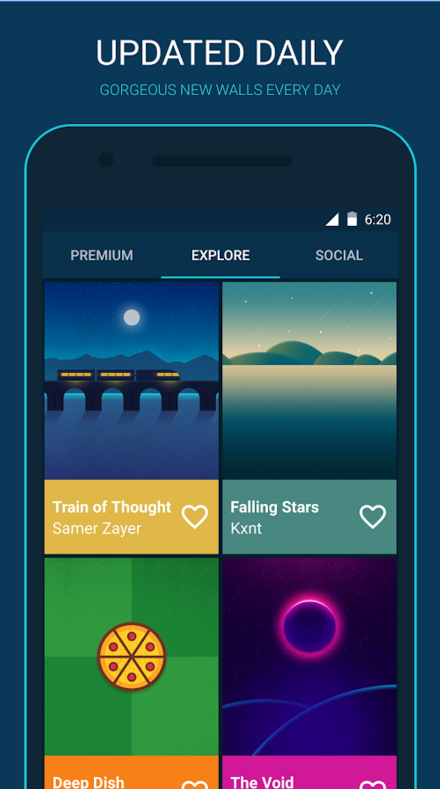 UPDATED DAILY
GORGEOUS NEW WALLS EVERY DAY
6:20
PREMIUM EXPLORE SOCIAL
Train of Thought
Samer Zayer
Falling Stars
Kxnt
Deep Dish
The Void